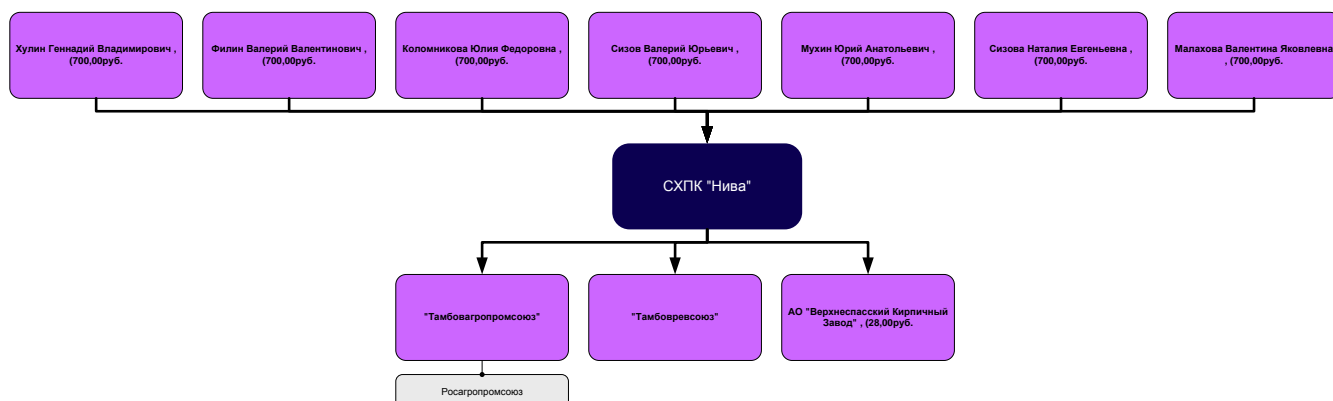 Хулин Геннадий Владимирович ,
(700,00руб.
Филин Валерий Валентинович ,
(700,00руб.
Коломникова Юлия Федоровна ,
(700,00руб.
Сизов Валерий Юрьевич ,
(700,00руб.
Мухин Юрий Анатольевич ,
(700,00руб.
Сизова Наталия Евгеньевна ,
(700,00руб.
Малахова Валентина Яковлевна
, (700,00руб.
СХПК "Нива"
"Тамбовагропромсоюз"
"Тамбовревсоюз"
АО "Верхнеспасский Кирпичный
Завод" , (28,00руб.
Росагропромсоюз